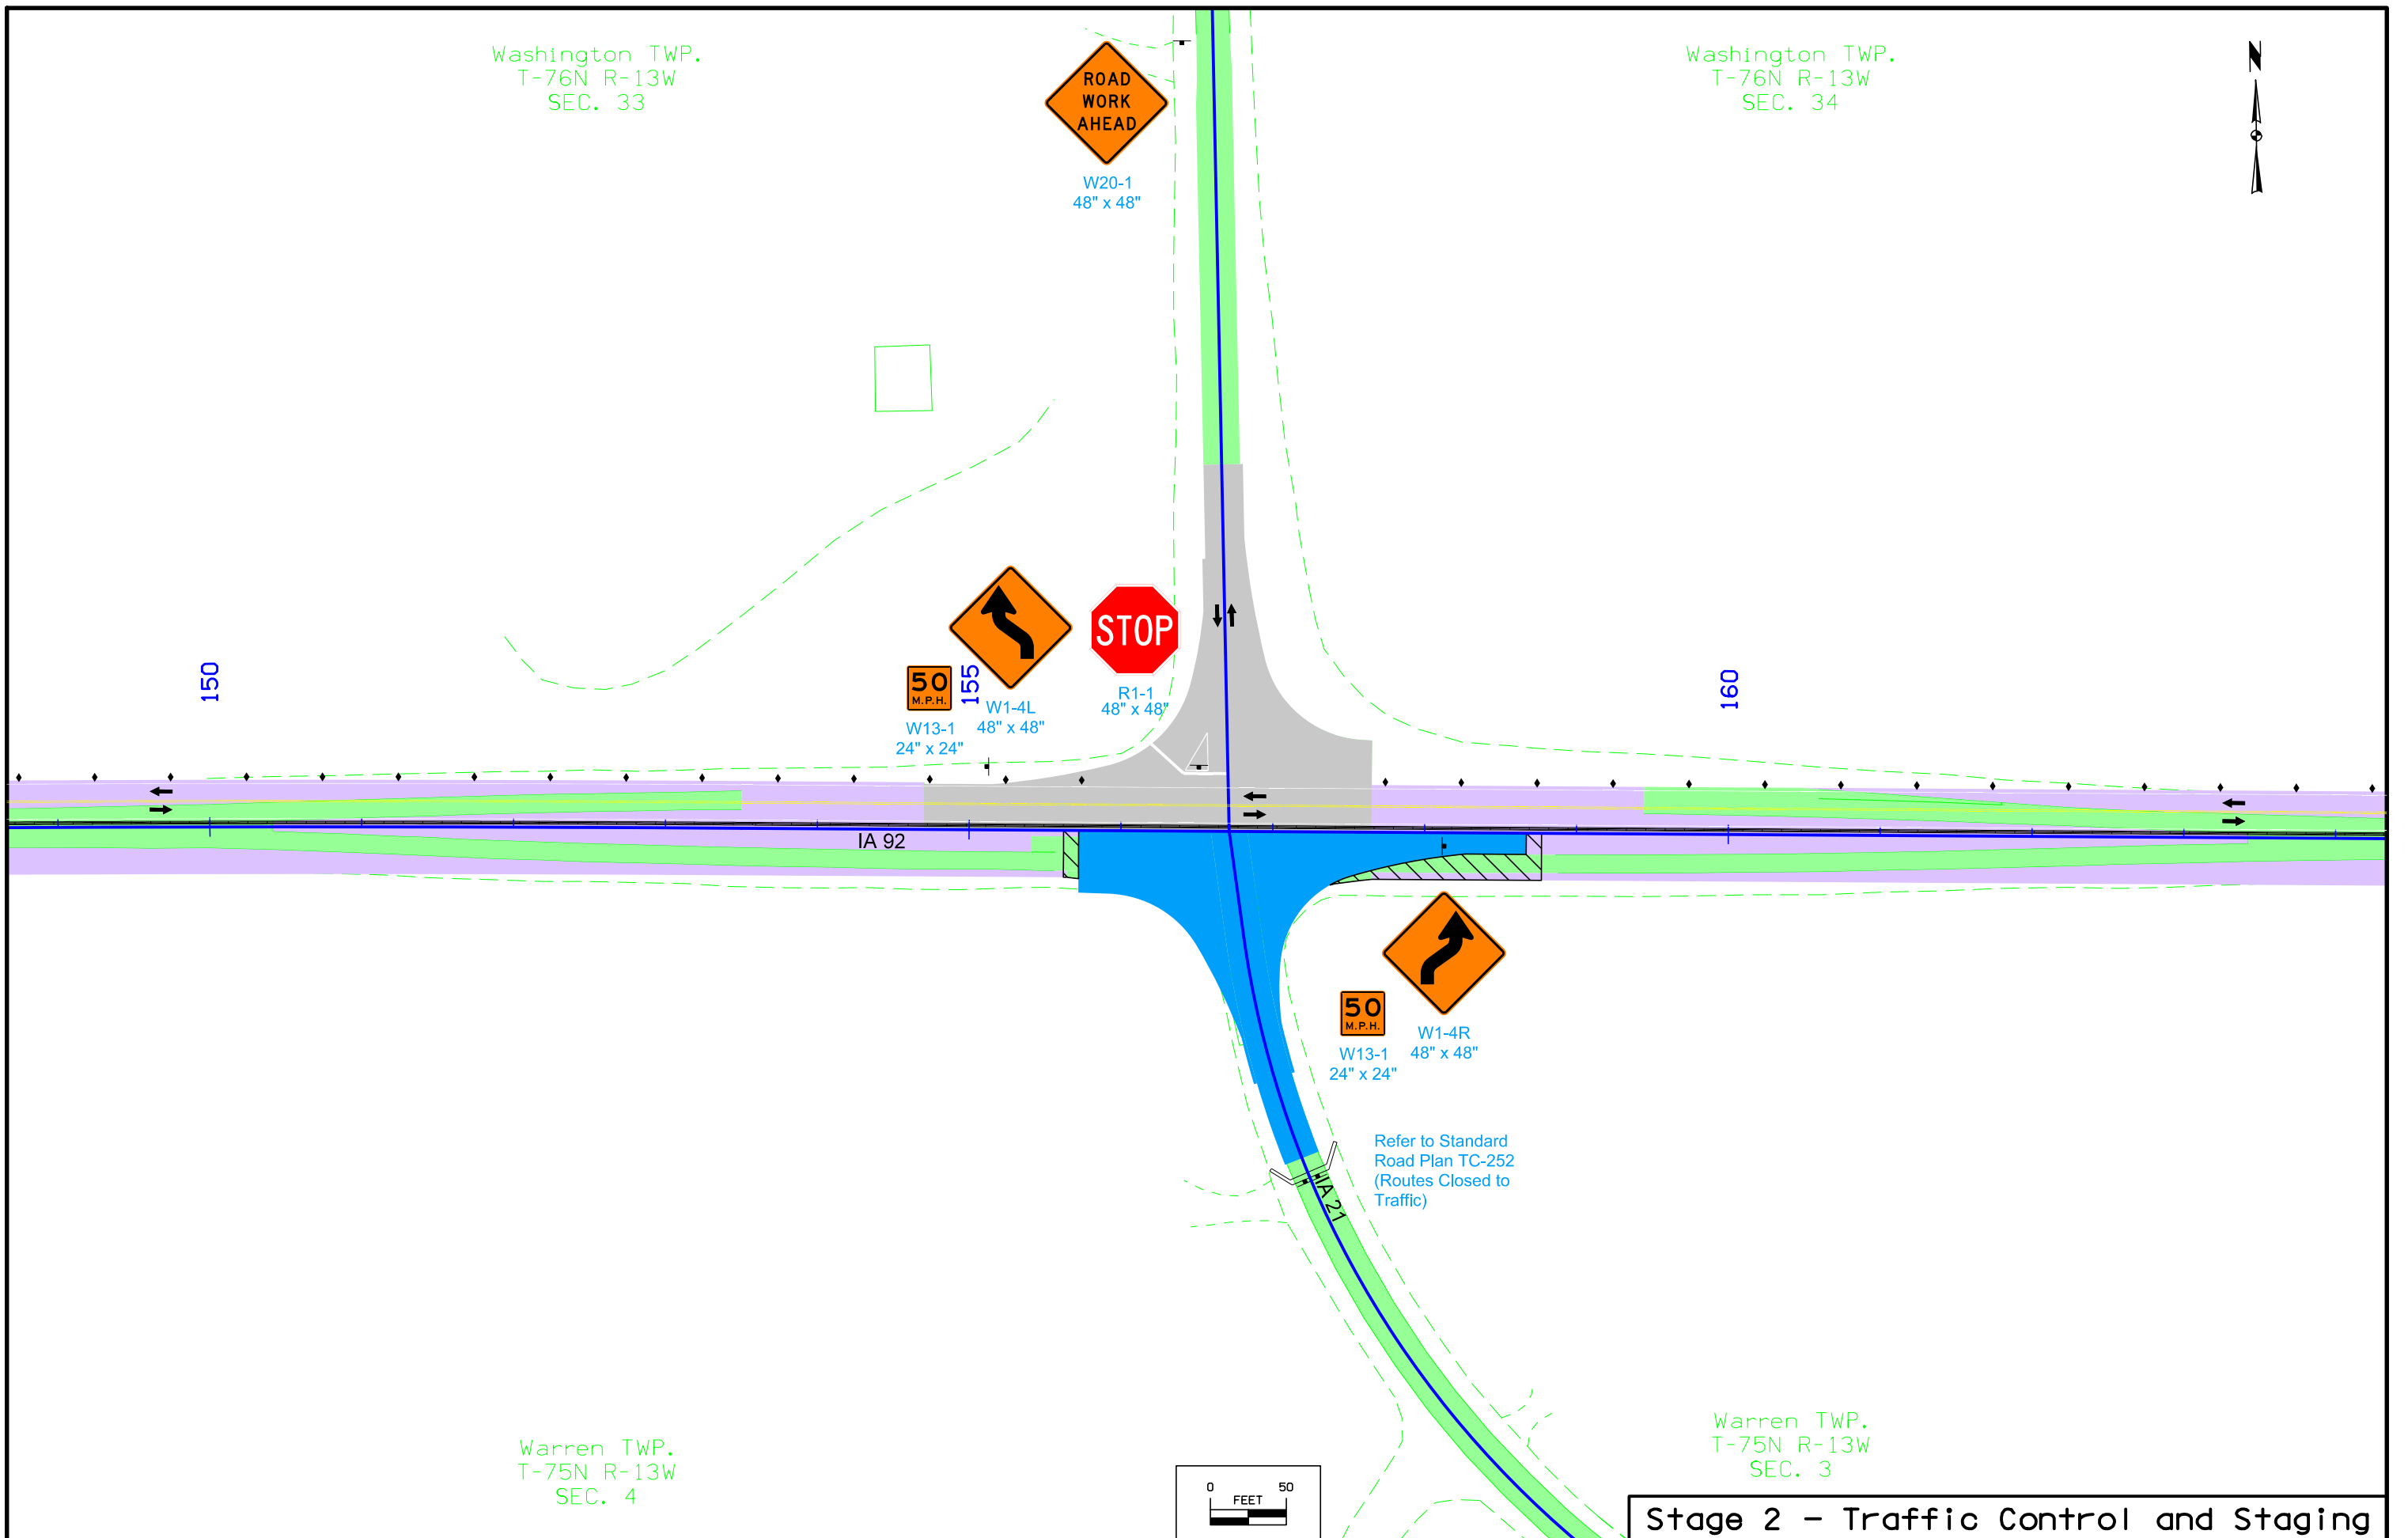 Washington TWP.
T-76N R-13W
SEC. 33
Washington TWP.
T-76N R-13W
SEC. 34
N
ROAD
WORK
AHEAD
W20-1
48" x 48"
STOP
R1-1
48" x 48"
W1-4L
48" x 48"
50
M.P.H.
W13-1
24" x 24"
150
155
160
IA 92
W1-4R
48" x 48"
50
M.P.H.
W13-1
24" x 24"
Refer to Standard
Road Plan TC-252
(Routes Closed to
Traffic)
IA 21
Warren TWP.
T-75N R-13W
SEC. 4
Warren TWP.
T-75N R-13W
SEC. 3
0 50
FEET
Stage 2 - Traffic Control and Staging